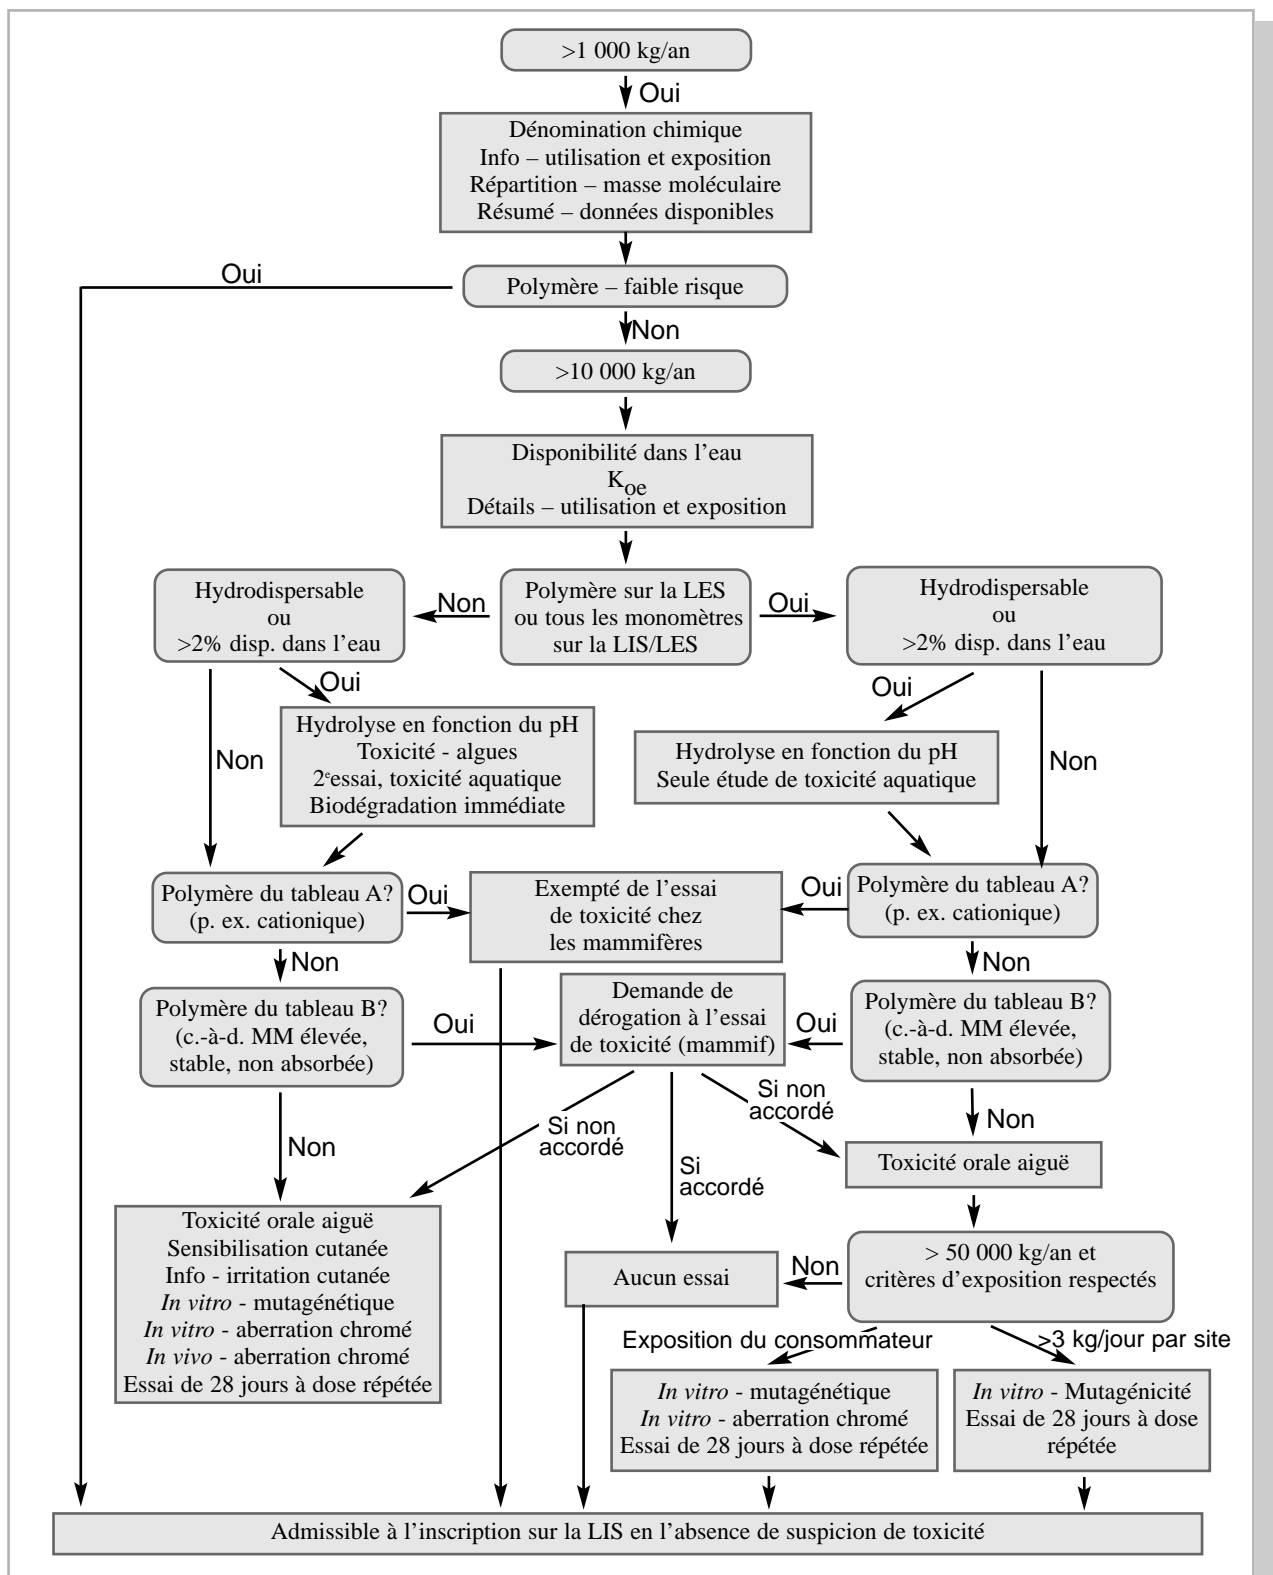 >1 000 kg/an
Oui
Dénomination chimique
Info – utilisation et exposition
Répartition – masse moléculaire
Résumé – données disponibles
Oui
Polymère – faible risque
Non
>10 000 kg/an
Disponibilité dans l'eau
Koe
Détails – utilisation et exposition
Hydrodispersable
ou
>2% disp. dans l'eau
Non
Polymère sur la LES
ou tous les monomètres
sur la LIS/LES
Oui
Hydrodispersable
ou
>2% disp. dans l'eau
Oui
Oui
Non
Hydrolyse en fonction du pH
Toxicité - algues
2e essai, toxicité aquatique
Biodégradation immédiate
Hydrolyse en fonction du pH
Seule étude de toxicité aquatique
Non
Polymère du tableau A?
(p. ex. cationique)
Oui
Exempté de l'essai
de toxicité chez
les mammifères
Oui
Polymère du tableau A?
(p. ex. cationique)
Non
Non
Polymère du tableau B?
(c.-à-d. MM élevée,
stable, non absorbée)
Oui
Demande de
dérogation à l'essai
de toxicité (mammif)
Oui
Polymère du tableau B?
(c.-à-d. MM élevée,
stable, non absorbée)
Non
Si non
accordé
Si
accordé
Si non
accordé
Non
Toxicité orale aiguë
Toxicité orale aiguë
Sensibilisation cutanée
Info - irritation cutanée
In vitro - mutagénétique
In vitro - aberration chromé
In vivo - aberration chromé
Essai de 28 jours à dose répétée
Aucun essai
Non
> 50 000 kg/an et
critères d'exposition respectés
Exposition du consommateur
>3 kg/jour par site
In vitro - mutagénétique
In vitro - aberration chromé
Essai de 28 jours à dose répétée
In vitro - Mutagénicité
Essai de 28 jours à dose
répétée
Admissible à l'inscription sur la LIS en l'absence de suspicion de toxicité